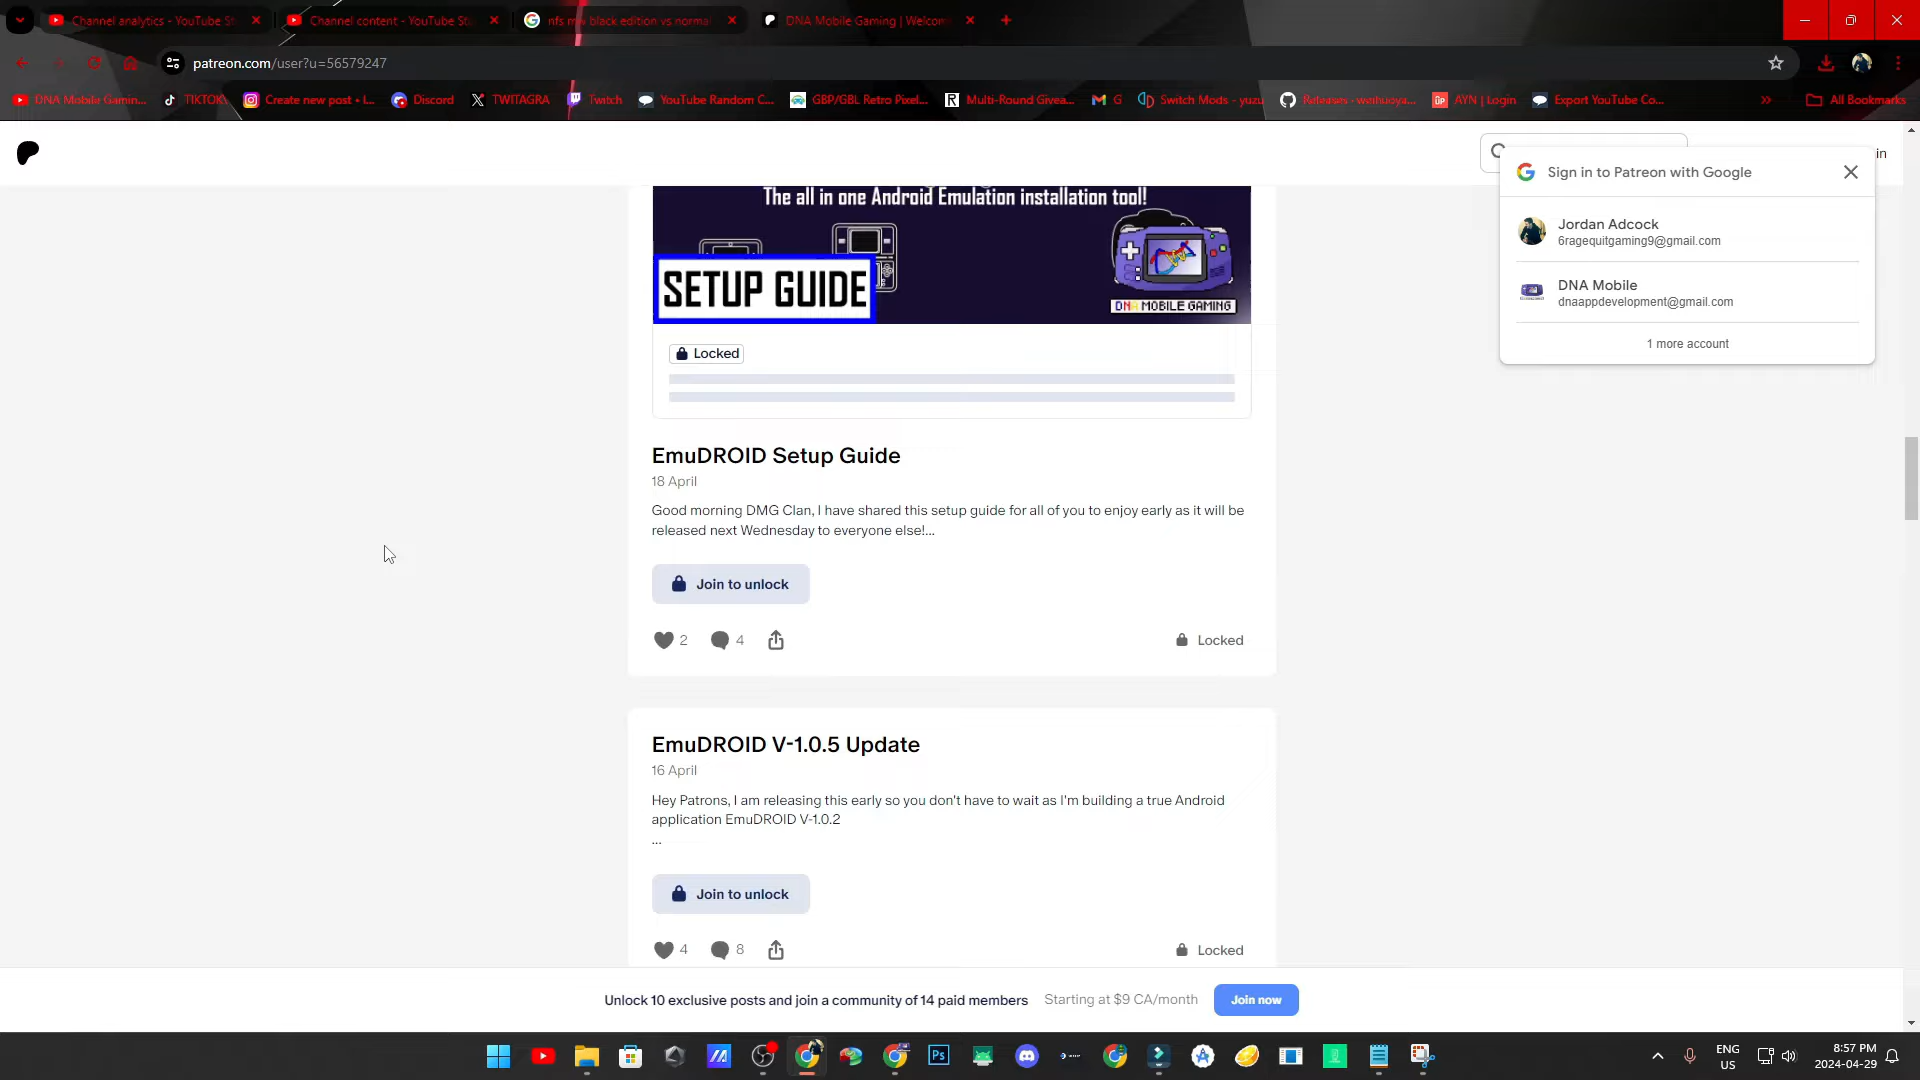 Channel analytics - YouTube St
Channel content - YouTube Stu
nfs mw black edition vs normal
DNA Mobile Gaming | Welcom
patreon.com/user?u=56579247
DNA Mobile Gamin...
TIKTOK
Create new post • I...
Discord
TWITAGRA
Twitch
YouTube Random C...
GBP/GBL Retro Pixel...
Multi-Round Givea...
G
Switch Mods - yuzu
AYN | Login
Export YouTube Co...
All Bookmarks
in
Sign in to Patreon with Google
Jordan Adcock
6ragequitgaming9@gmail.com
DNA Mobile
dnaappdevelopment@gmail.com
1 more account
The all in one Android Emulation installation tool!
SETUP GUIDE
DNA MOBILE GAMING
Locked
EmuDROID Setup Guide
18 April
Good morning DMG Clan, I have shared this setup guide for all of you to enjoy early as it will be
released next Wednesday to everyone else!...
Join to unlock
2
4
Locked
EmuDROID V-1.0.5 Update
16 April
Hey Patrons, I am releasing this early so you don't have to wait as I'm building a true Android
application EmuDROID V-1.0.2
...
Join to unlock
4
8
Locked
Unlock 10 exclusive posts and join a community of 14 paid members
Starting at $9 CA/month
Join now
Ps
ENG
US
8:57 PM
2024-04-29